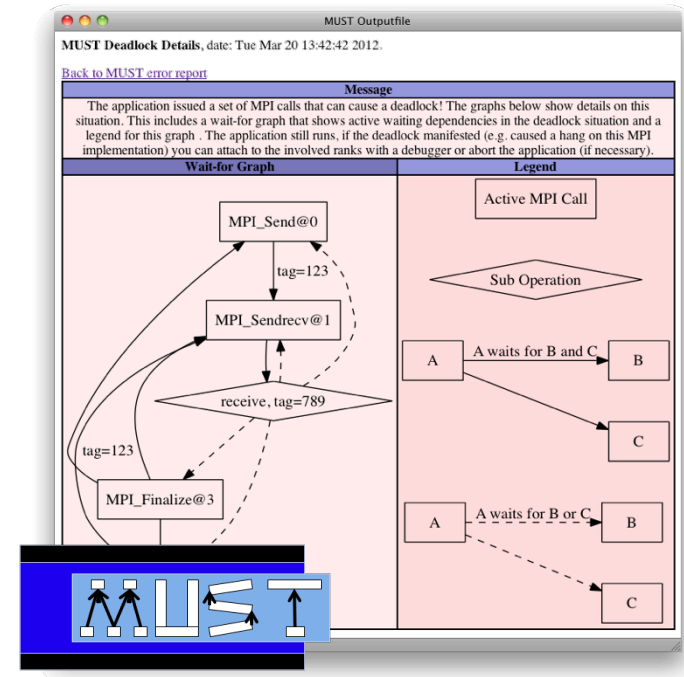 MUST Outputfile
MUST Deadlock Details, date: Tue Mar 20 13:42:42 2012.
Back to MUST error report
Message
The application issued a set of MPI calls that can cause a deadlock! The graphs below show details on this
situation. This includes a wait-for graph that shows active waiting dependencies in the deadlock situation and a
legend for this graph . The application still runs, if the deadlock manifested (e.g. caused a hang on this MPI
implementation) you can attach to the involved ranks with a debugger or abort the application (if necessary).
Wait-for Graph
MPI_Send@0
tag=123
MPI_Sendrecv@1
receive, tag=789
tag=123
MPI_Finalize@3
Legend
Active MPI Call
Sub Operation
A
A waits for B and C
B
C
A
A waits for B or C
B
C
MUST